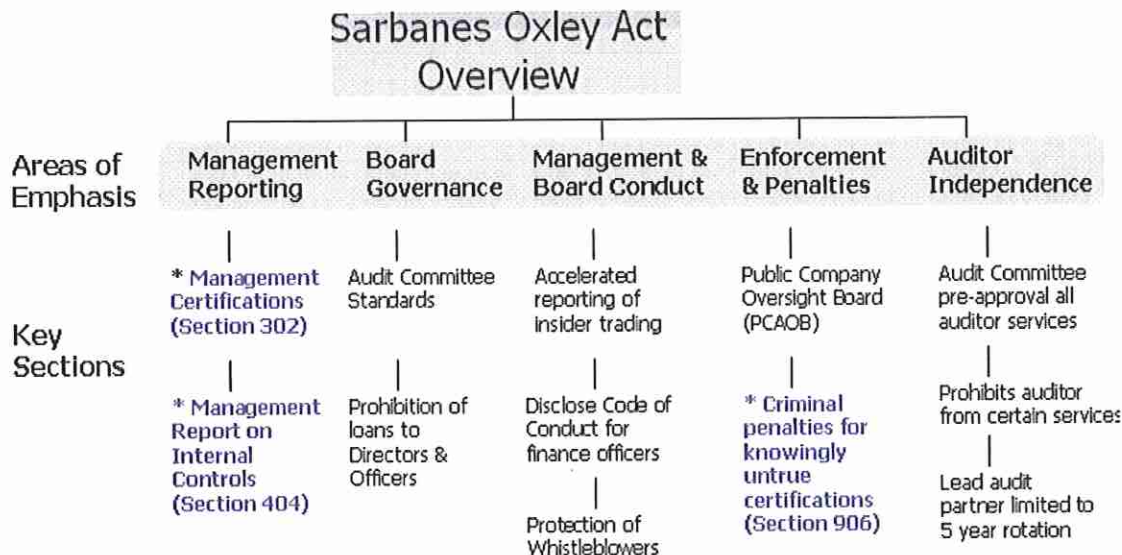 Sarbanes Oxley Act
Overview
Areas of
Emphasis
Management
Reporting
Board
Governance
Management &
Board Conduct
Enforcement
& Penalties
Auditor
Independence
Key
Sections
* Management
Certifications
(Section 302)
Audit Committee
Standards
Accelerated
reporting of
insider trading
Public Company
Oversight Board
(PCAOB)
Audit Committee
pre-approval all
auditor services
* Management
Report on
Internal
Controls
(Section 404)
Prohibition of
loans to
Directors &
Officers
Disclose Code of
Conduct for
finance officers
* Criminal
penalties for
knowingly
untrue
certifications
(Section 906)
Prohibits auditor
from certain services
Protection of
Whistleblowers
Lead audit
partner limited to
5 year rotation